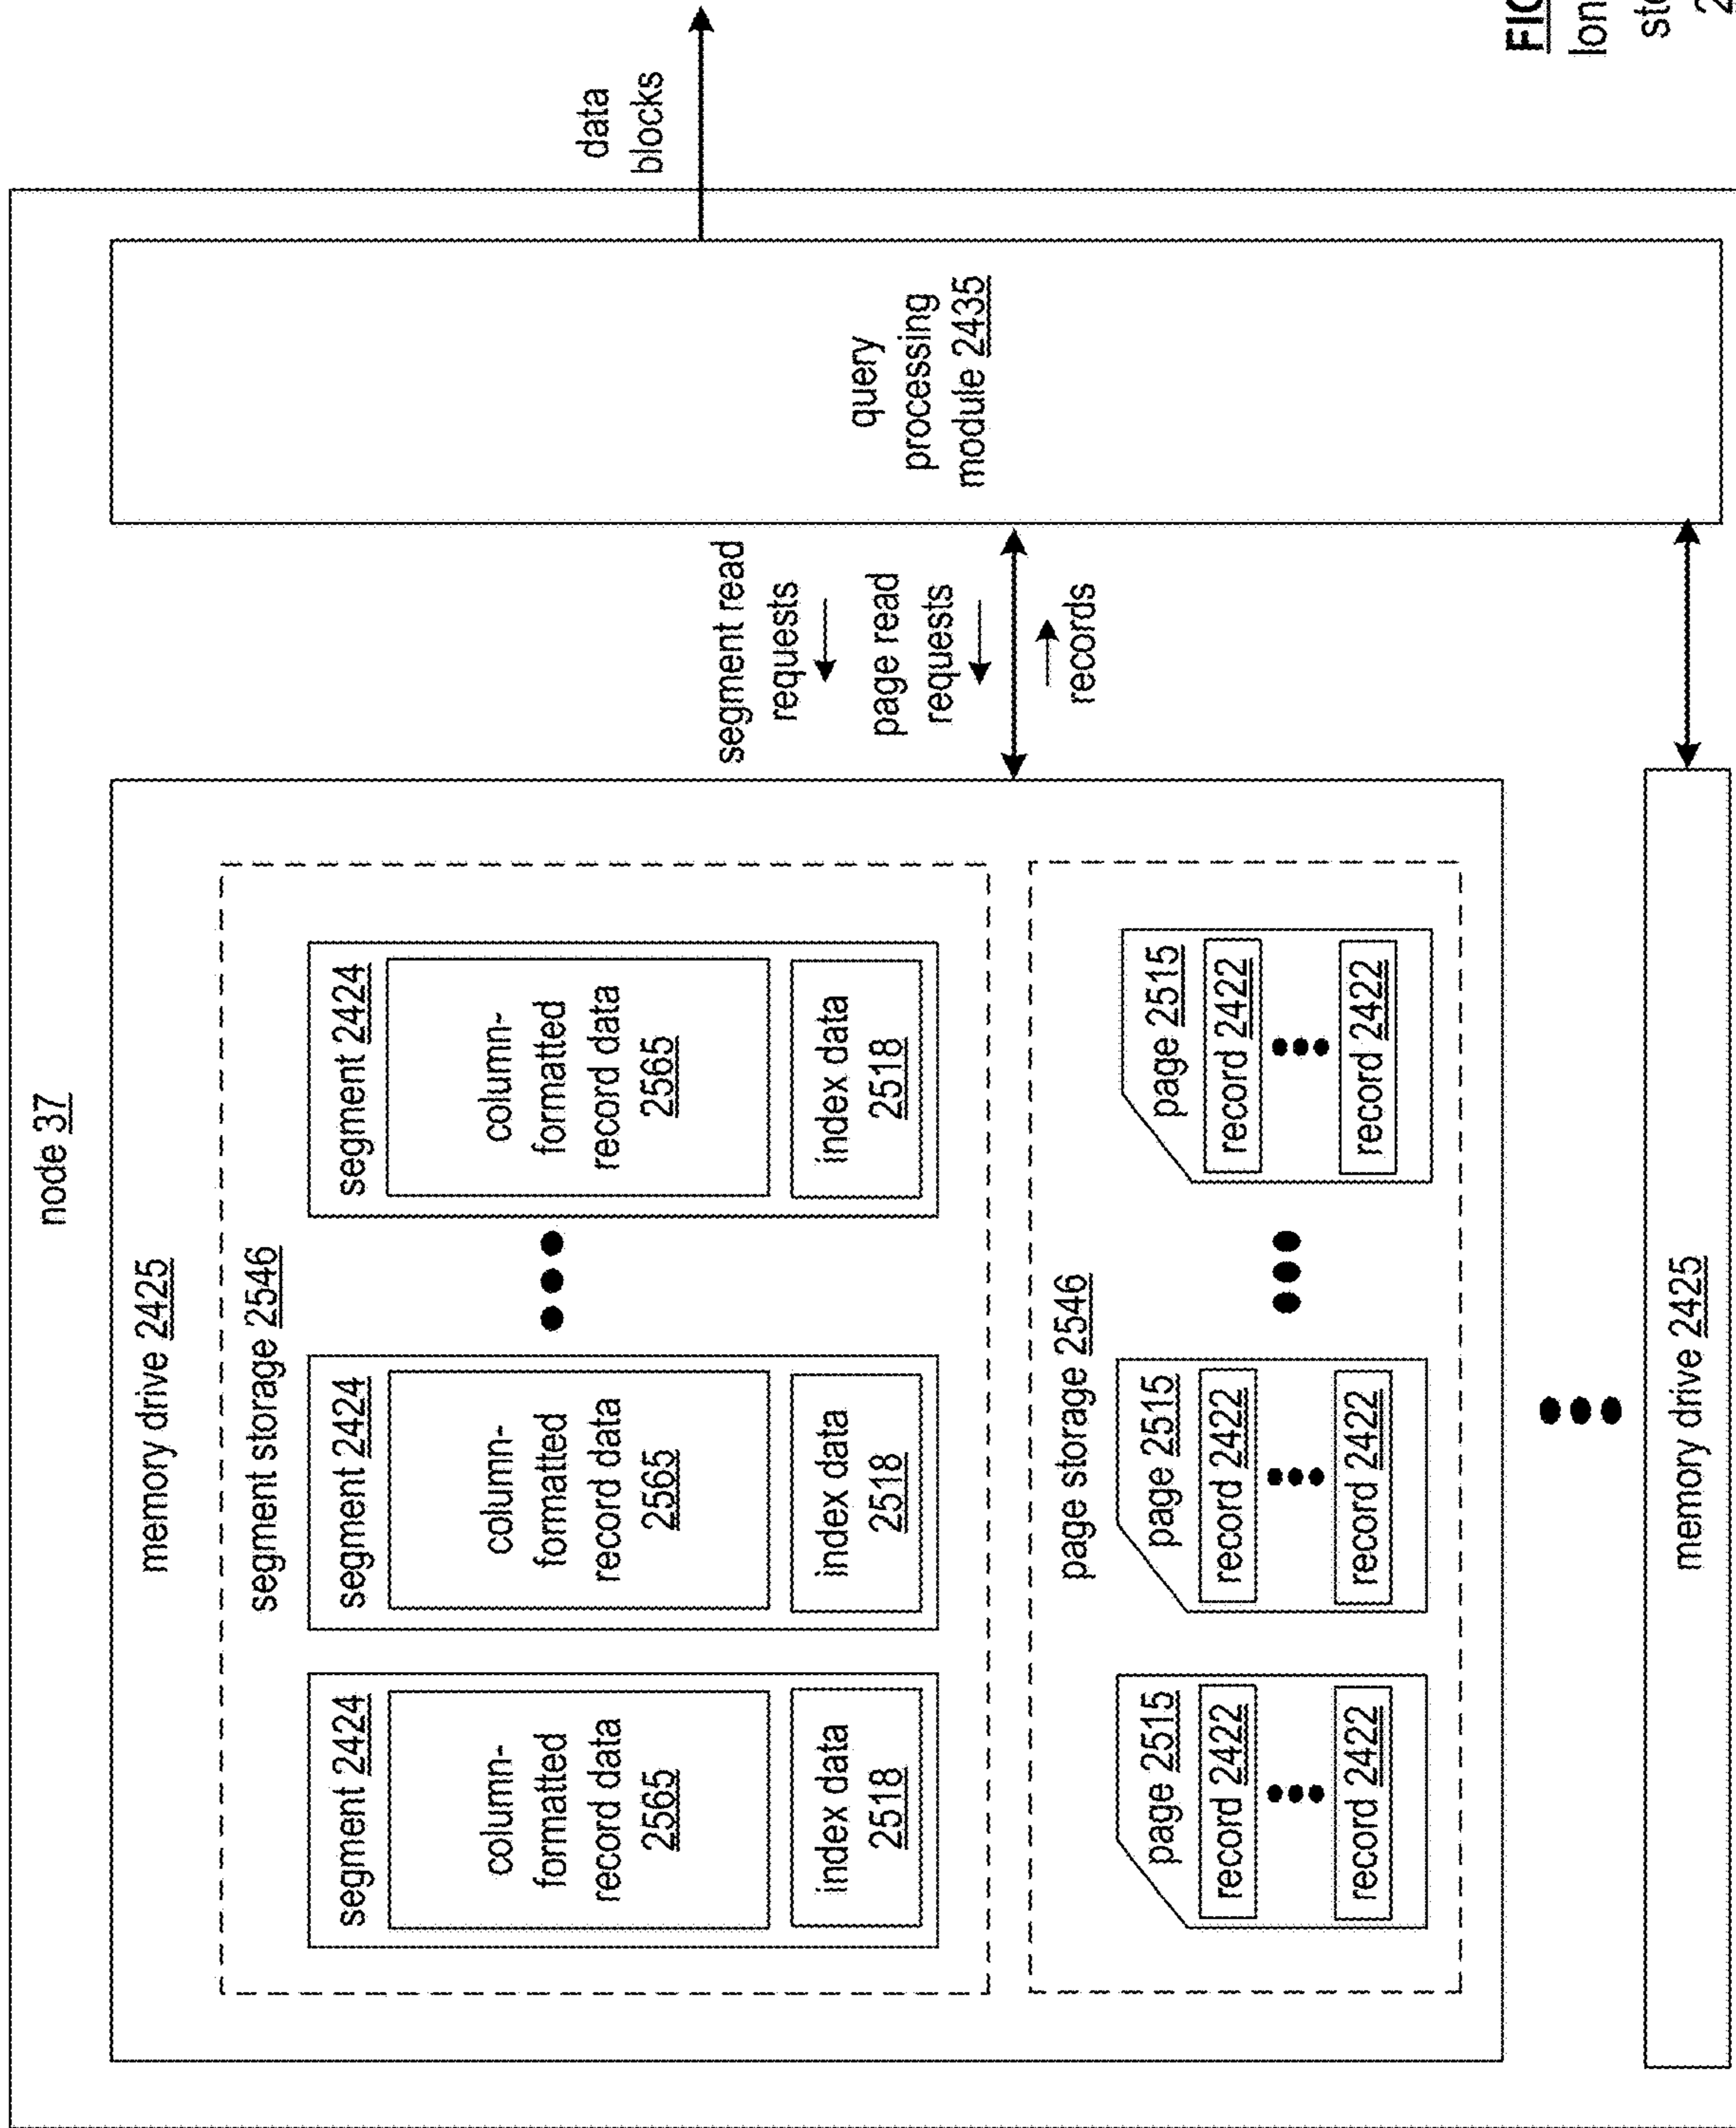 node 37
memory drive 2425
segment storage 2546
segment 2424
column-
formatted
record data
2565
index data
2518
segment 2424
column-
formatted
record data
2565
index data
2518
segment 2424
column-
formatted
record data
2565
index data
2518
page storage 2546
page 2515
record 2422
record 2422
page 2515
record 2422
record 2422
page 2515
record 2422
record 2422
memory drive 2425
segment read
requests
page read
requests
records
query
processing
module 2435
data
blocks